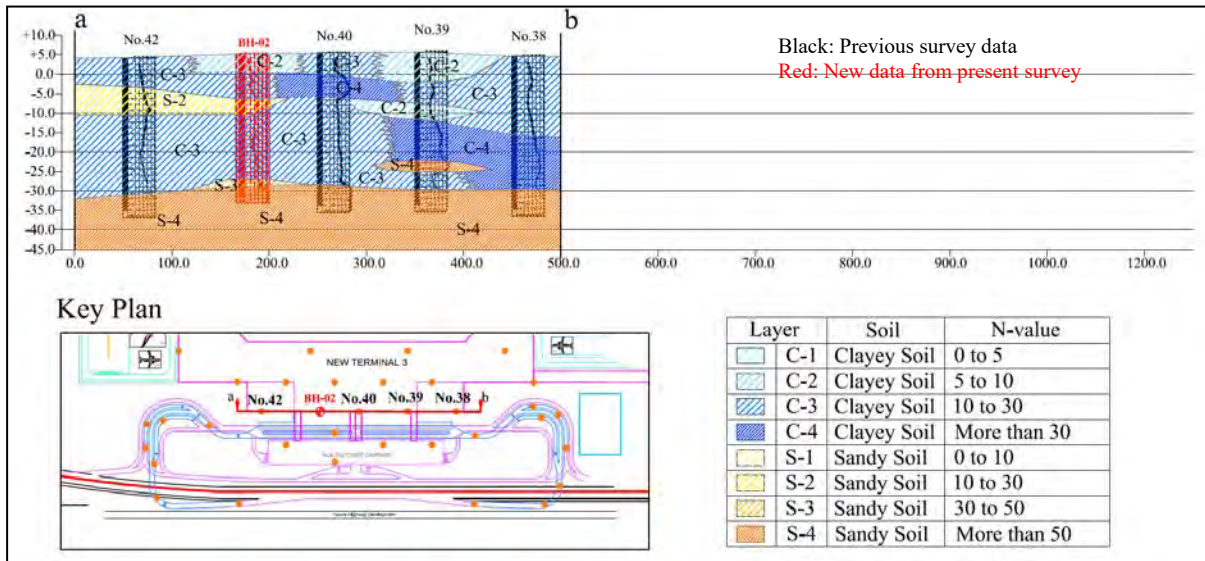 a
b
No.42
BH-02
No.40
No.39
No.38
Black: Previous survey data
Red: New data from present survey
+10.0
+5.0
0.0
-5.0
-10.0
-15.0
-20.0
-25.0
-30.0
-35.0
-40.0
-45.0
C-3
C-2
C-3
C-2
S-2
C-4
C-2
C-3
C-3
C-4
S-4
S-3
C-3
S-4
S-4
S-4
0.0
100.0
200.0
300.0
400.0
500.0
600.0
700.0
800.0
900.0
1000.0
1100.0
1200.0
Key Plan
NEW TERMINAL 3
a
No.42
BH-02
No.40
No.39
No.38
b
Layer Soil N-value
C-1 Clayey Soil 0 to 5
C-2 Clayey Soil 5 to 10
C-3 Clayey Soil 10 to 30
C-4 Clayey Soil More than 30
S-1 Sandy Soil 0 to 10
S-2 Sandy Soil 10 to 30
S-3 Sandy Soil 30 to 50
S-4 Sandy Soil More than 50